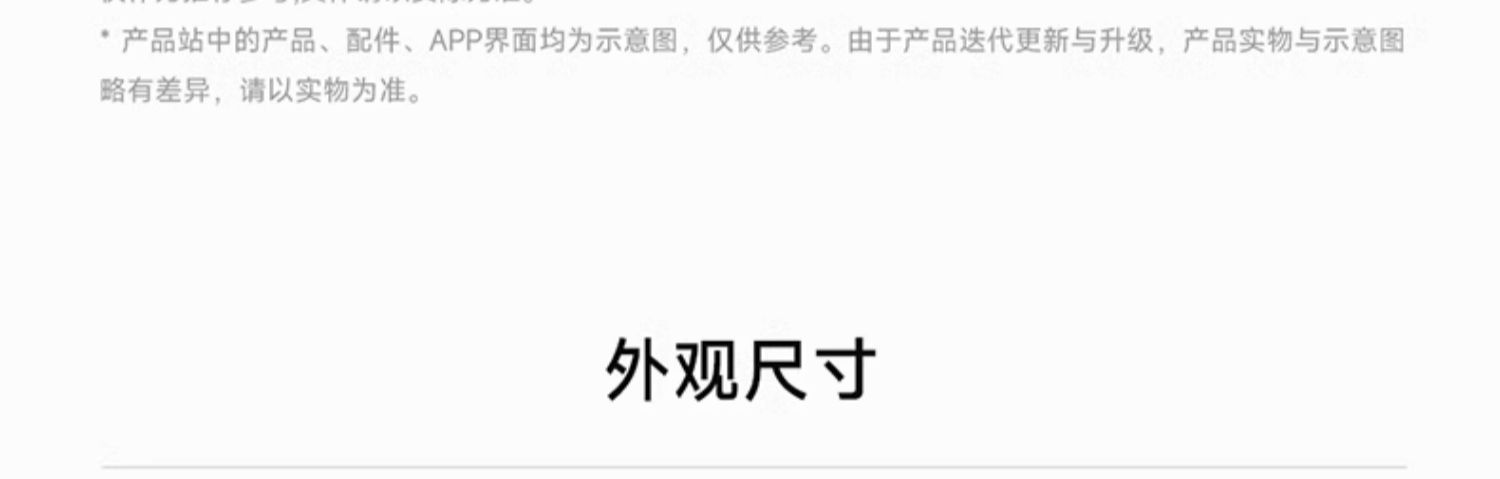 * 产品站中的产品、配件、APP界面均为示意图，仅供参考。由于产品迭代更新与升级，产品实物与示意图
略有差异，请以实物为准。
外观尺寸